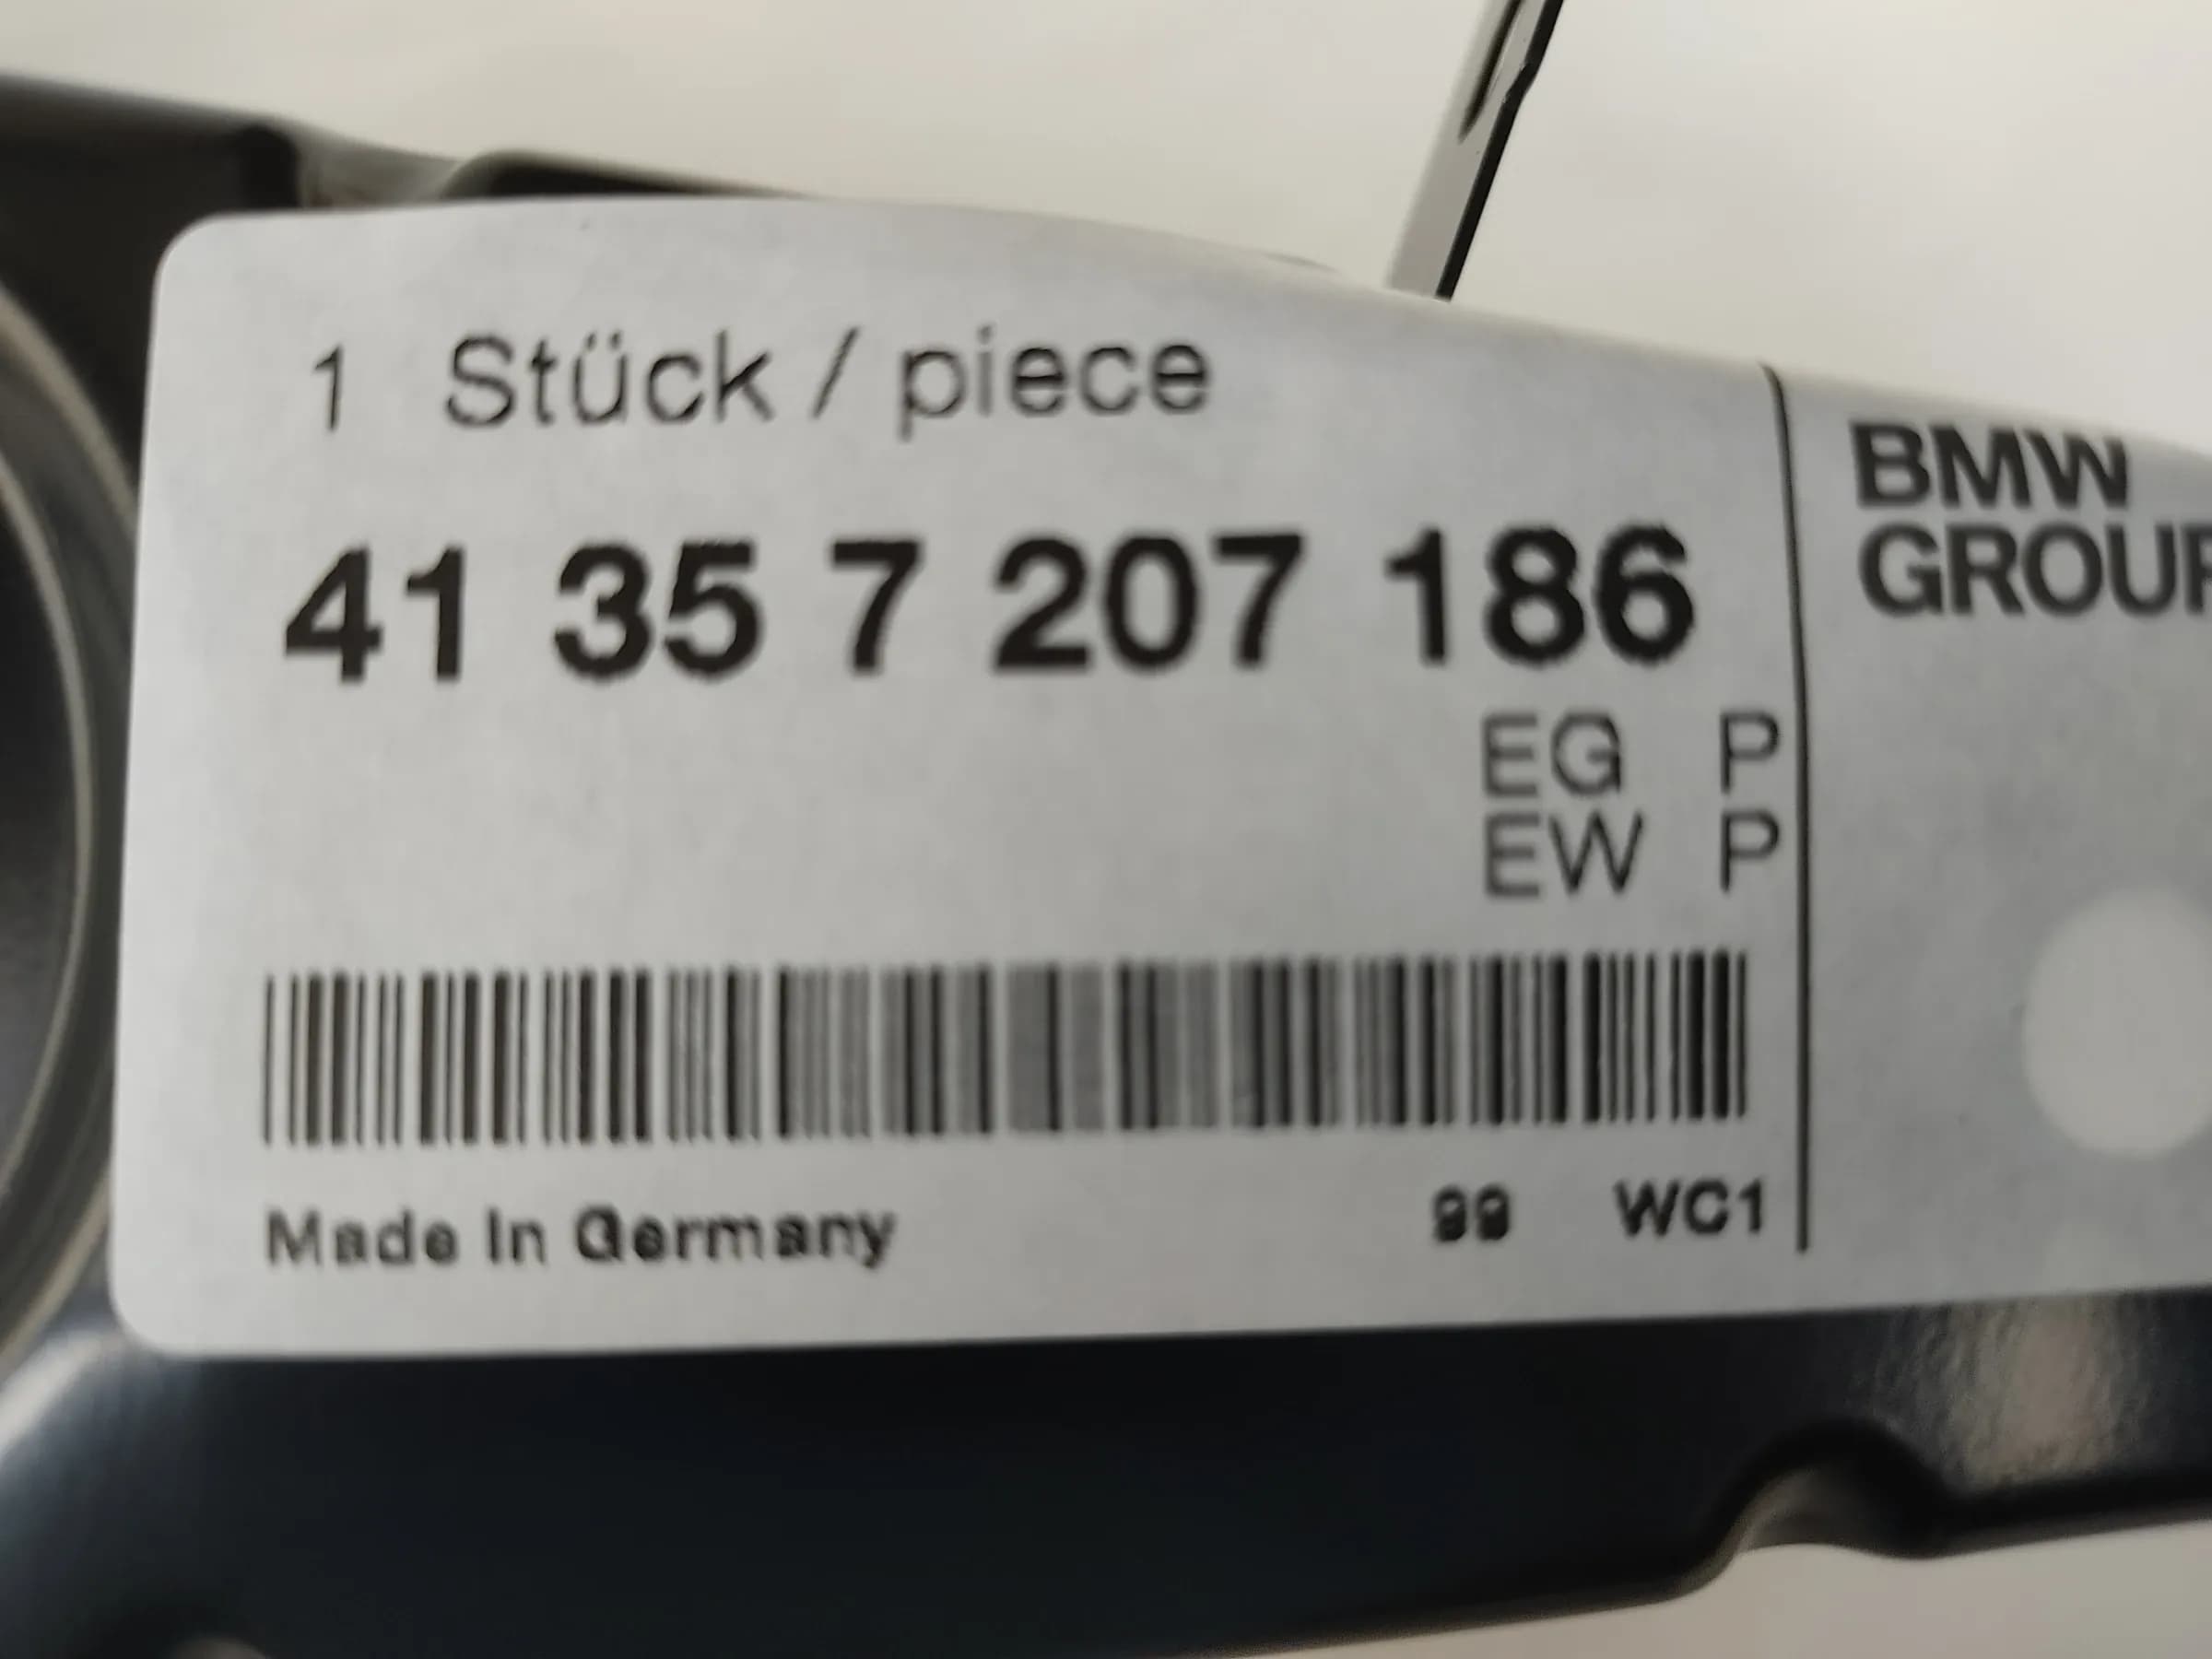 1 Stück / piece
41 35 7 207 186
EG P
EW P
Made In Germany
99 WC1
BMW
GROUP